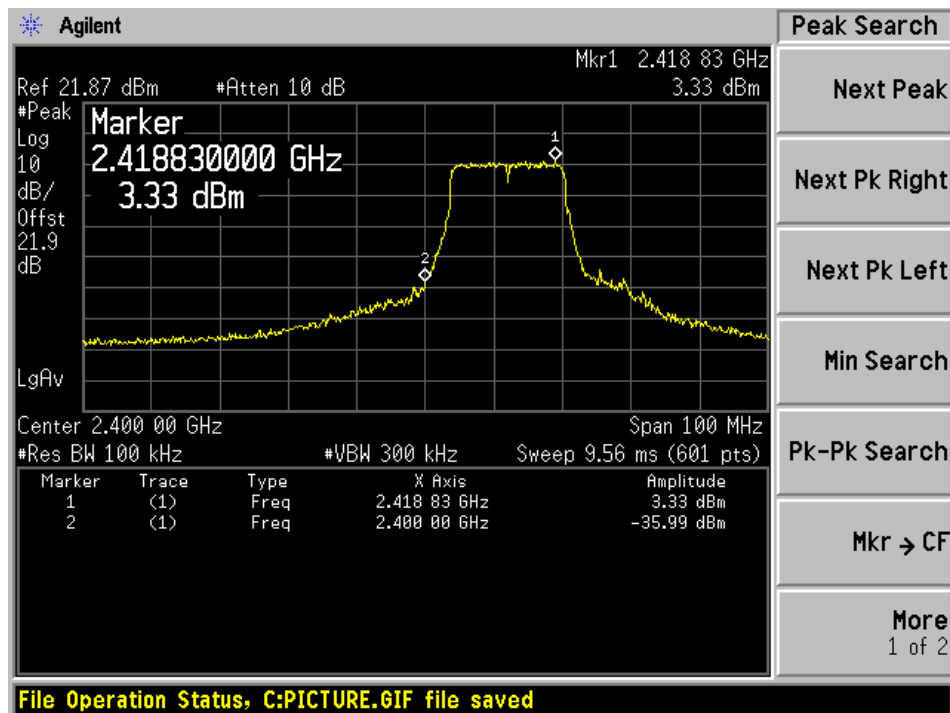 Agilent
Peak Search
Mkr1 2.418 83 GHz
Ref 21.87 dBm #Atten 10 dB 3.33 dBm
#Peak
Log
10
dB/
Offst
21.9
dB
LgAv
Marker
2.418830000 GHz
3.33 dBm
1
2
Center 2.400 00 GHz Span 100 MHz
#Res BW 100 kHz #VBW 300 kHz Sweep 9.56 ms (601 pts)
Marker Trace Type X Axis Amplitude
1 (1) Freq 2.418 83 GHz 3.33 dBm
2 (1) Freq 2.400 00 GHz -35.99 dBm
Next Peak
Next Pk Right
Next Pk Left
Min Search
Pk-Pk Search
Mkr → CF
More
1 of 2
File Operation Status, C:PICTURE.GIF file saved